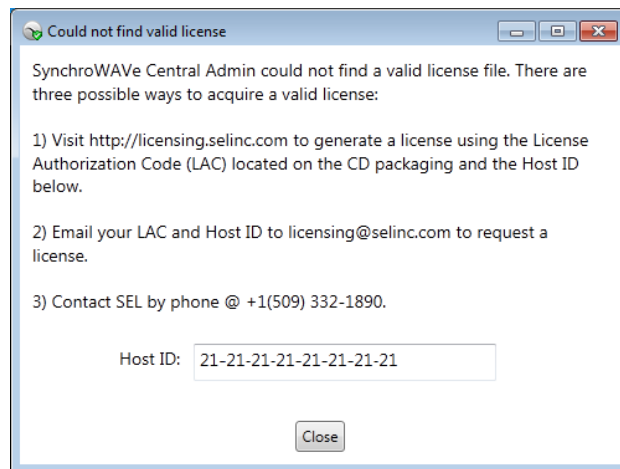 Could not find valid license
SynchroWAVe Central Admin could not find a valid license file. There are
three possible ways to acquire a valid license:
1) Visit http://licensing.selinc.com to generate a license using the License
Authorization Code (LAC) located on the CD packaging and the Host ID
below.
2) Email your LAC and Host ID to licensing@selinc.com to request a
license.
3) Contact SEL by phone @ +1(509) 332-1890.
Host ID: 21-21-21-21-21-21-21-21
Close